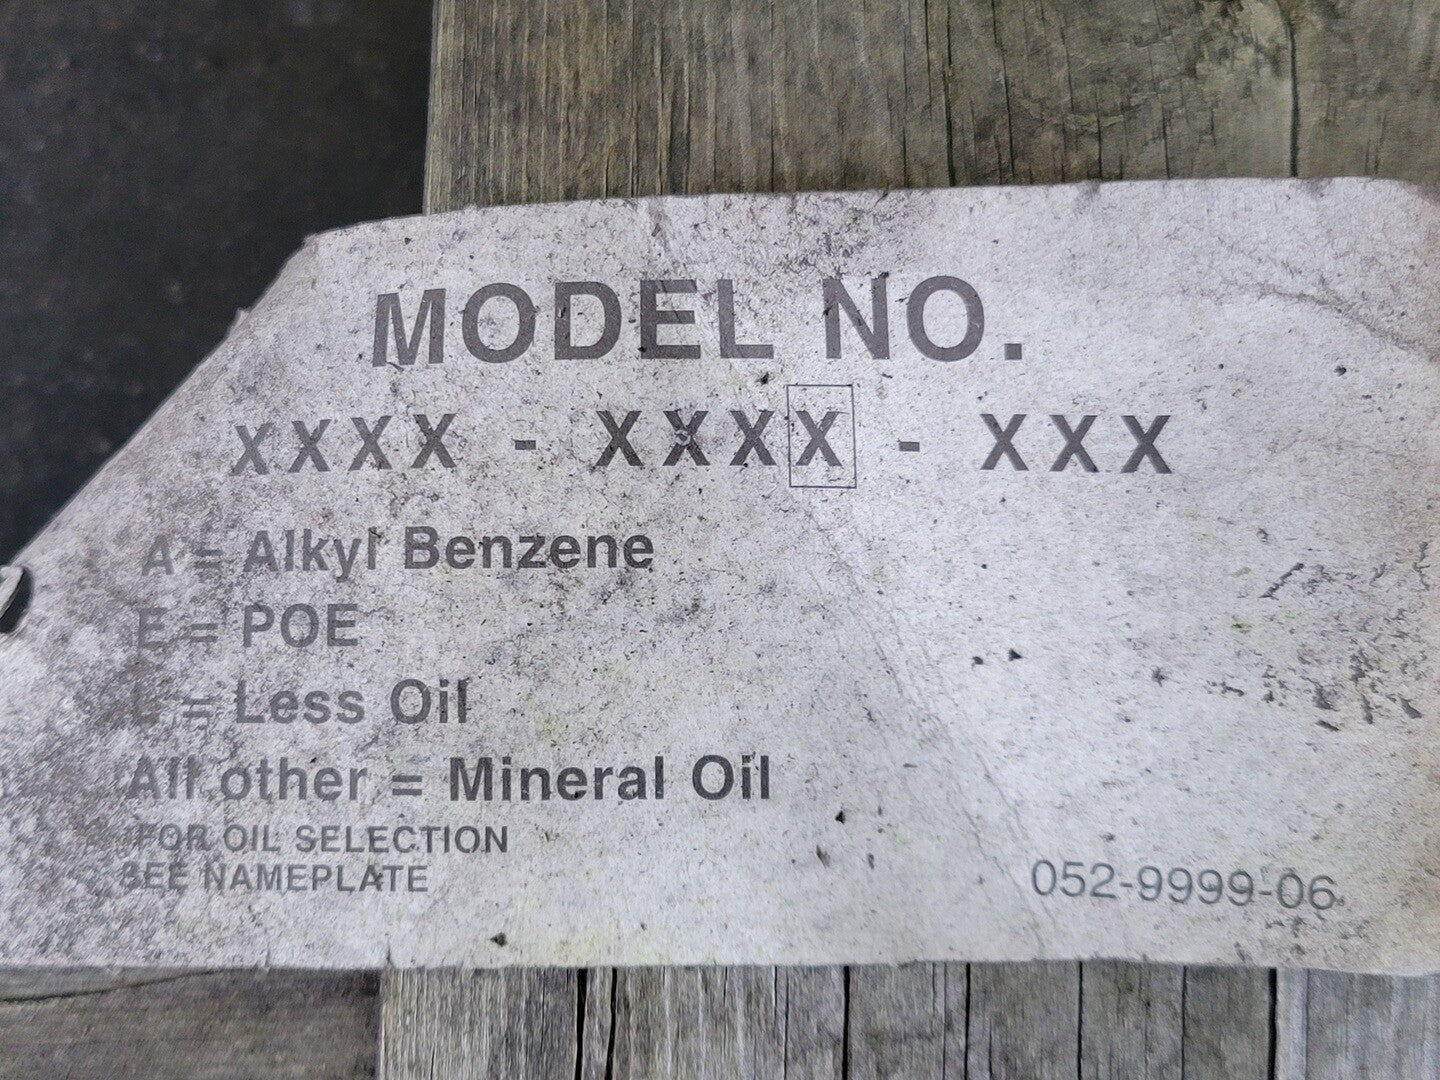 MODEL NO.
XXXX - XXXX - XXX
A = Alkyl Benzene
E = POE
L = Less Oil
All other = Mineral Oil
FOR OIL SELECTION
SEE NAMEPLATE
052-9999-06